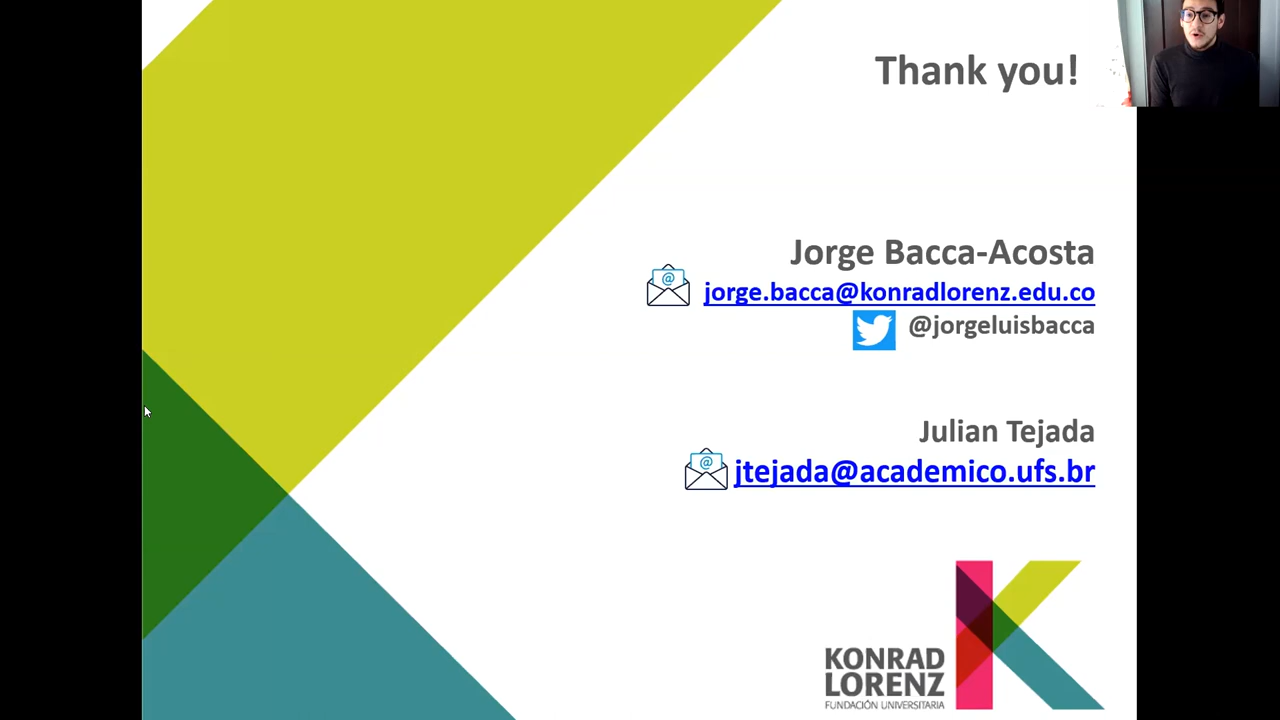 Thank you!
Jorge Bacca-Acosta
@ jorge.bacca@konradlorenz.edu.co
@jorgeluisbacca
Julian Tejada
@ jtejada@academico.ufs.br
KONRAD
LORENZ
FUNDACIÓN UNIVERSITARIA